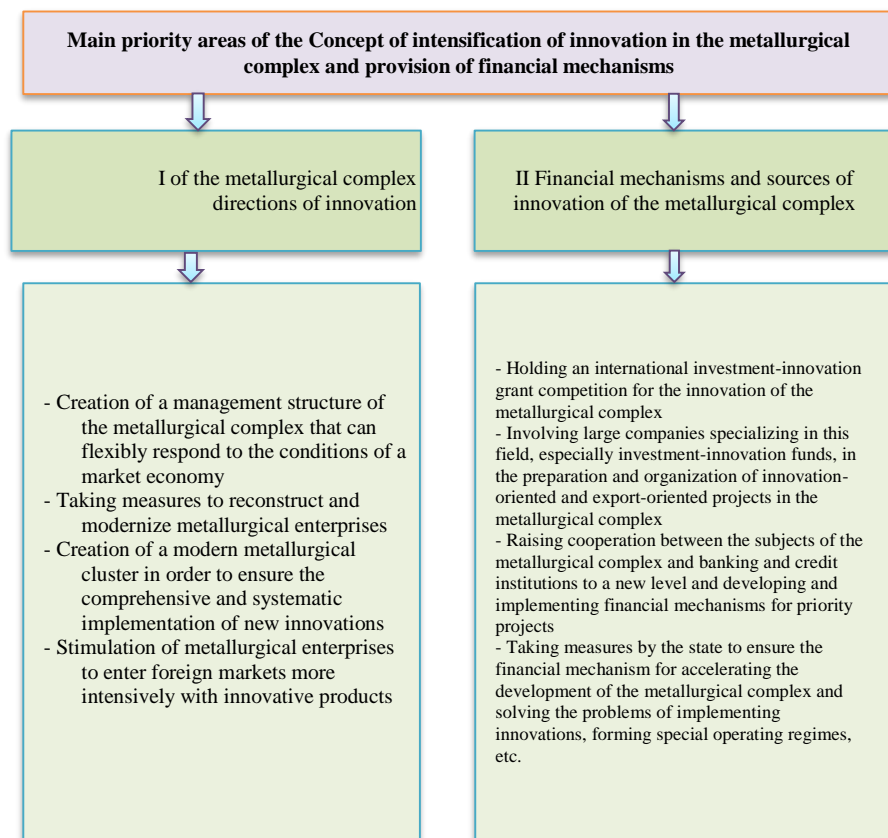 Main priority areas of the Concept of intensification of innovation in the metallurgical
complex and provision of financial mechanisms
I of the metallurgical complex
directions of innovation
II Financial mechanisms and sources of
innovation of the metallurgical complex
- Creation of a management structure of
the metallurgical complex that can
flexibly respond to the conditions of a
market economy
- Taking measures to reconstruct and
modernize metallurgical enterprises
- Creation of a modern metallurgical
cluster in order to ensure the
comprehensive and systematic
implementation of new innovations
- Stimulation of metallurgical enterprises
to enter foreign markets more
intensively with innovative products
- Holding an international investment-innovation
grant competition for the innovation of the
metallurgical complex
- Involving large companies specializing in this
field, especially investment-innovation funds, in
the preparation and organization of innovation-
oriented and export-oriented projects in the
metallurgical complex
- Raising cooperation between the subjects of the
metallurgical complex and banking and credit
institutions to a new level and developing and
implementing financial mechanisms for priority
projects
- Taking measures by the state to ensure the
financial mechanism for accelerating the
development of the metallurgical complex and
solving the problems of implementing
innovations, forming special operating regimes,
etc.